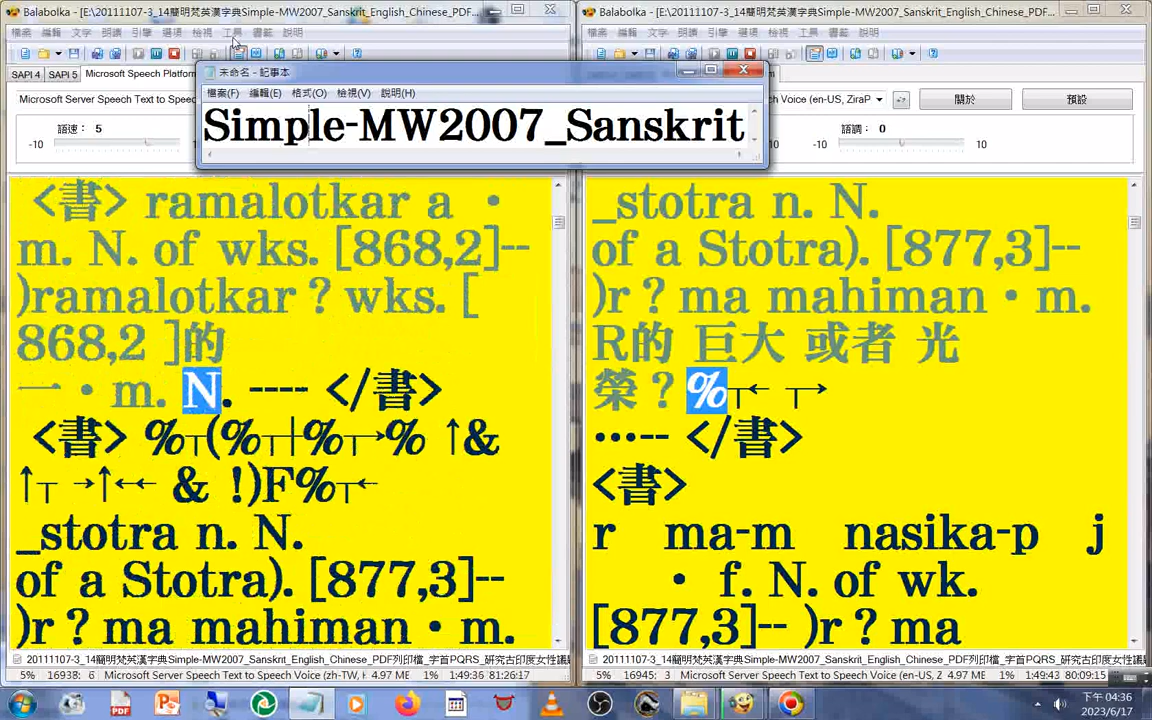 Balabolka - [E:\20111107-3_14簡明梵英漢字典Simple-MW2007_Sanskrit_English_Chinese_PDF...
檔案 編輯 文字 朗讀 引擎 選項 檢視 工具 書籤 說明
SAPI 4 SAPI 5 Microsoft Speech Platform
Microsoft Server Speech Text to Speech
語速： 5
-10
<書> ramalotkar a •
m. N. of wks. [868,2]--
)ramalotkar？wks. [
868,2 ]的
一 • m. N. ---- </書>
<書> %┬(%┬┤%┬→% ↑&
↑┬ →↑←← & !)F%┬←
_stotra n. N.
of a Stotra). [877,3]--
)r？ma mahiman • m.
20111107-3_14簡明梵英漢字典Simple-MW2007_Sanskrit_English_Chinese_PDF列印檔_字首PQRS_研究古印度女性議
5% 16938: 6 Microsoft Server Speech Text to Speech Voice (zh-TW, H 4.97 MB 1% 1:49:36 81:26:17
未命名 - 記事本
檔案(F) 編輯(E) 格式(O) 檢視(V) 說明(H)
Simple-MW2007_Sanskrit
Balabolka - [E:\20111107-3_14簡明梵英漢字典Simple-MW2007_Sanskrit_English_Chinese_PDF...
檔案 編輯 文字 朗讀 引擎 選項 檢視 工具 書籤 說明
Voice (en-US, ZiraP
關於 預設
語調： 0
-10 10
10
_stotra n. N.
of a Stotra). [877,3]--
)r？ma mahiman • m.
R的 巨大 或者 光
榮？%┬← ┬→
•••-- </書>
<書>
r ma-m nasika-p j
• f. N. of wk.
[877,3]-- )r？ma
20111107-3_14簡明梵英漢字典Simple-MW2007_Sanskrit_English_Chinese_PDF列印檔_字首PQRS_研究古印度女性議
5% 16945: 3 Microsoft Server Speech Text to Speech Voice (en-US, Z 4.97 MB 1% 1:49:43 80:09:15
下午 04:36
2023/6/17